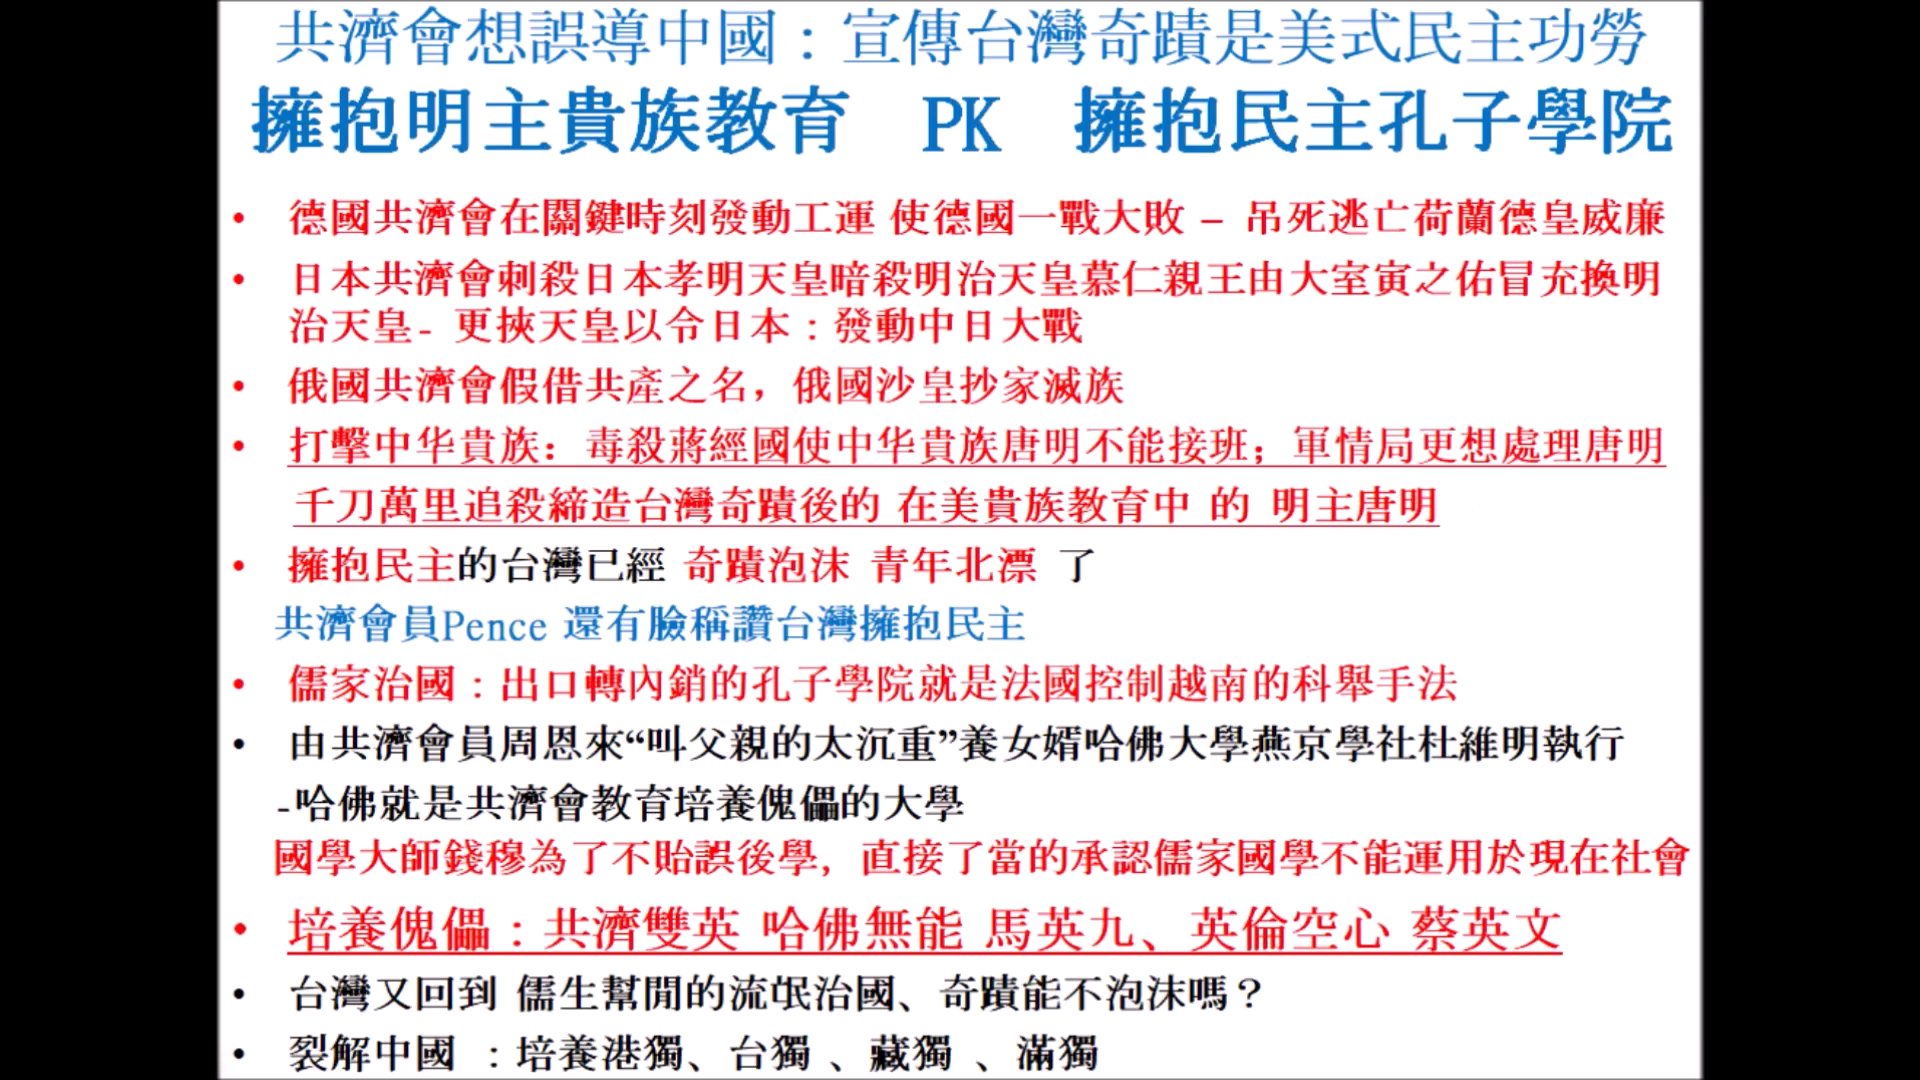 共濟會想誤導中國：宣傳台灣奇蹟是美式民主功勞
擁抱明主貴族教育 PK 擁抱民主孔子學院
• 德國共濟會在關鍵時刻發動工運 使德國一戰大敗 – 吊死逃亡荷蘭德皇威廉
• 日本共濟會刺殺日本孝明天皇暗殺明治天皇慕仁親王由大室寅之佑冒充換明
治天皇- 更挾天皇以令日本：發動中日大戰
• 俄國共濟會假借共產之名，俄國沙皇抄家滅族
• 打擊中华貴族：毒殺蔣經國使中华貴族唐明不能接班；軍情局更想處理唐明
千刀萬里追殺締造台灣奇蹟後的 在美貴族教育中 的 明主唐明
• 擁抱民主的台灣已經 奇蹟泡沫 青年北漂 了
共濟會員Pence 還有臉稱讚台灣擁抱民主
• 儒家治國：出口轉內銷的孔子學院就是法國控制越南的科舉手法
• 由共濟會員周恩來“叫父親的太沉重”養女婿哈佛大學燕京學社杜維明執行
-哈佛就是共濟會教育培養傀儡的大學
國學大師錢穆為了不貽誤後學，直接了當的承認儒家國學不能運用於現在社會
• 培養傀儡：共濟雙英 哈佛無能 馬英九、英倫空心 蔡英文
• 台灣又回到 儒生幫閒的流氓治國、奇蹟能不泡沫嗎？
• 裂解中國 ：培養港獨、台獨 、藏獨 、滿獨